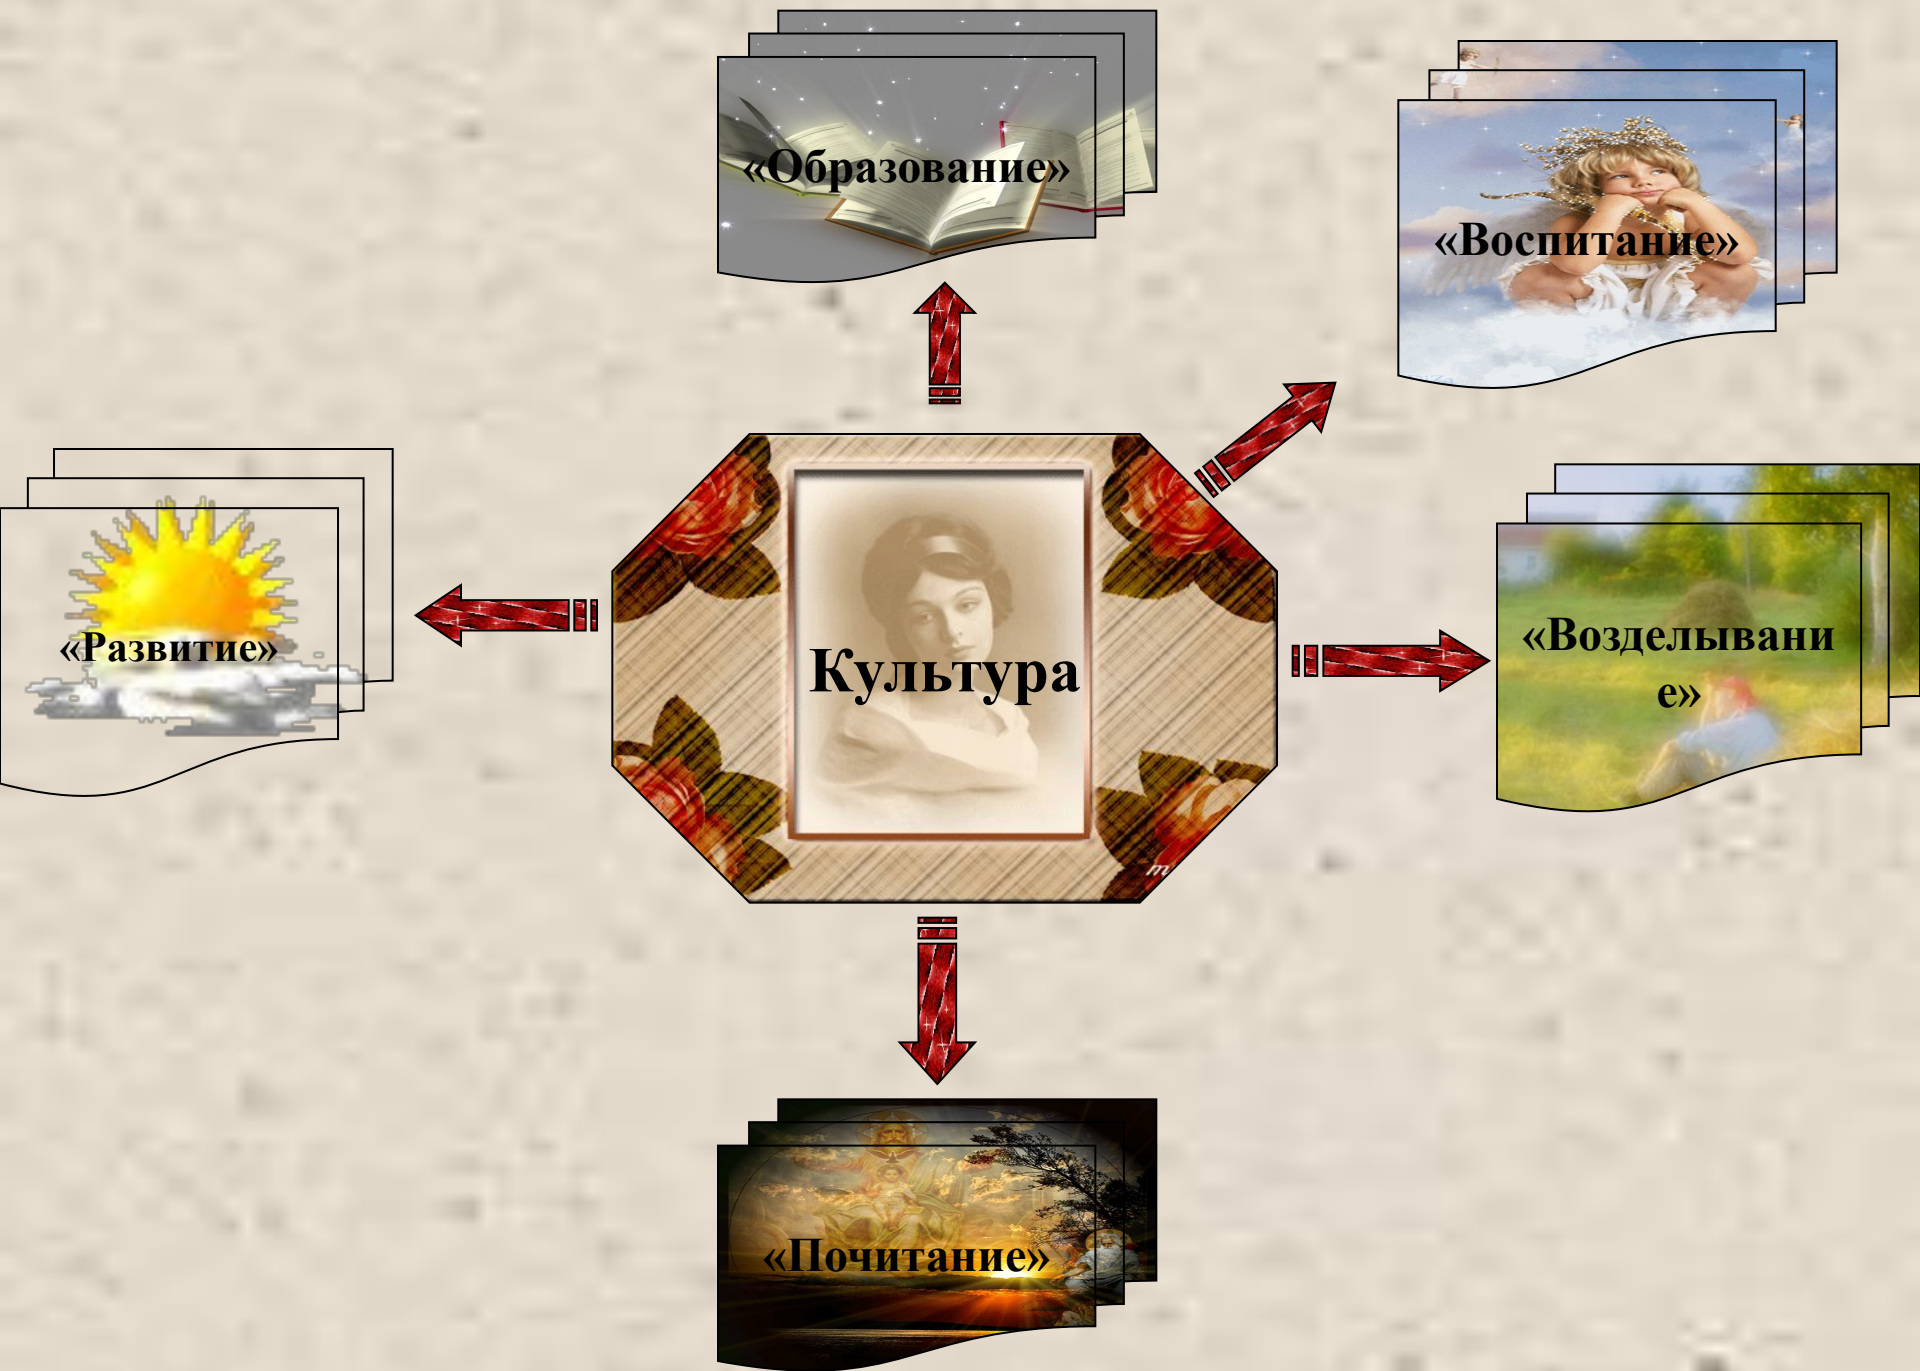 «Образование»
«Воспитание»
«Развитие»
Культура
«Возделывани
е»
«Почитание»
m